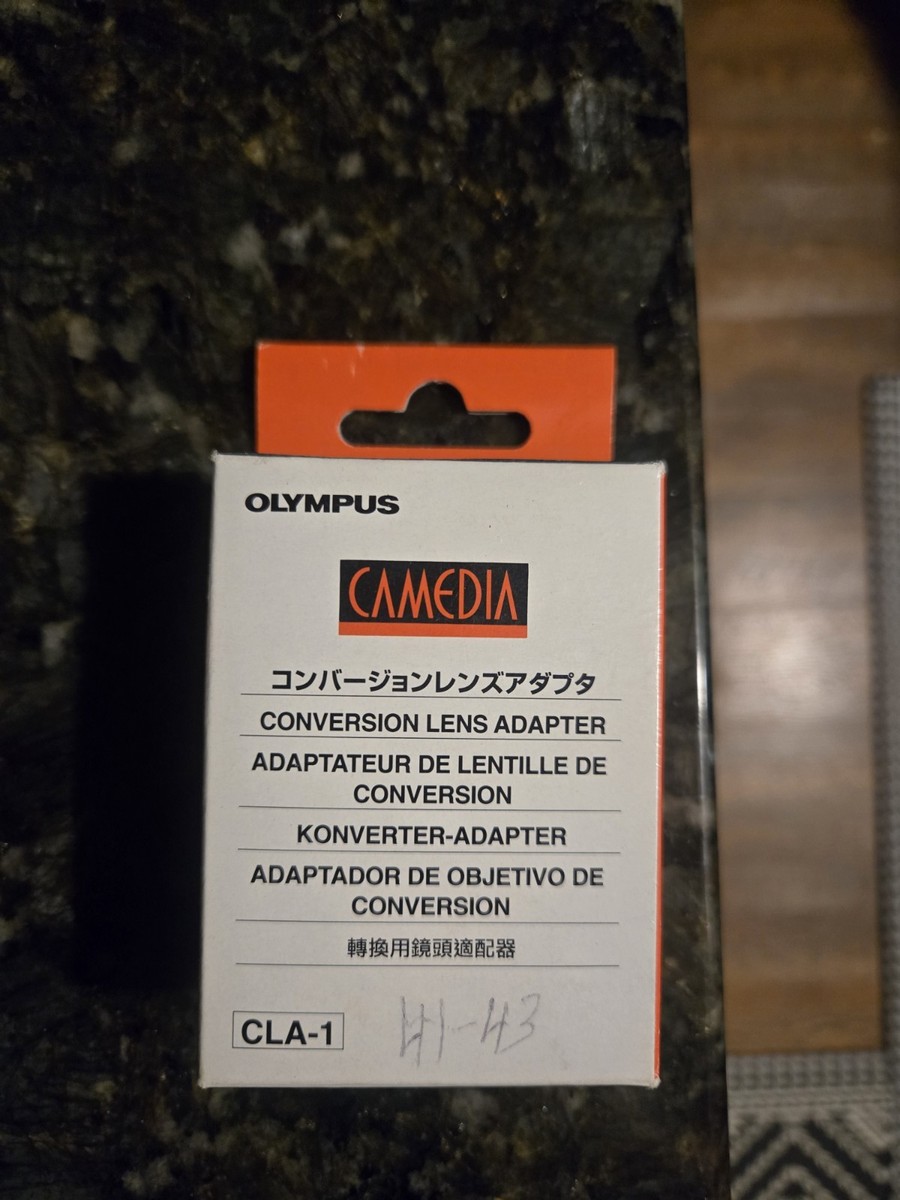 OLYMPUS
CAMEDIA
コンバージョンレンズアダプタ
CONVERSION LENS ADAPTER
ADAPTATEUR DE LENTILLE DE
CONVERSION
KONVERTER-ADAPTER
ADAPTADOR DE OBJETIVO DE
CONVERSION
轉換用鏡頭適配器
CLA-1 41-43